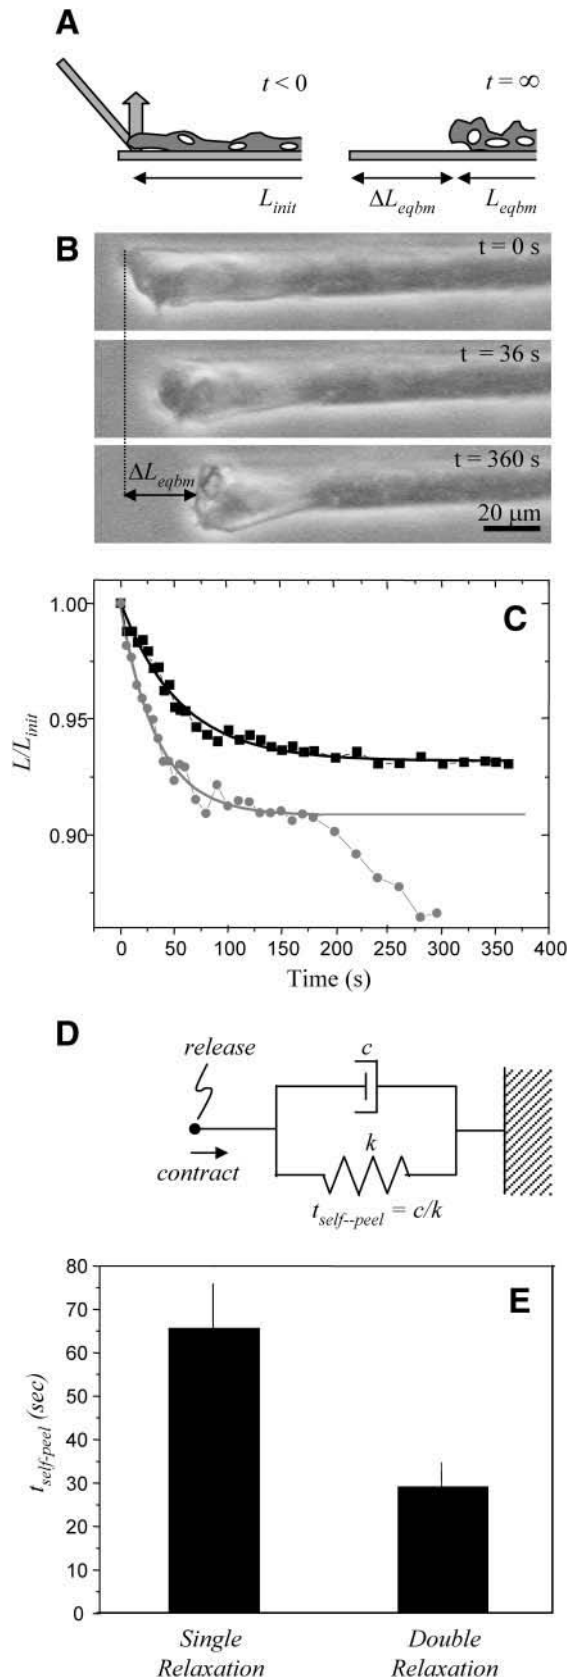 A
t < 0
t = ∞
L_init
ΔL_eqbm
L_eqbm
B
t = 0 s
t = 36 s
t = 360 s
ΔL_eqbm
20 μm
C
1.00
0.95
0.90
L/L_init
0 50 100 150 200 250 300 350 400
Time (s)
D
release
c
k
contract
t_self--peel = c/k
E
80
70
60
50
40
30
20
10
0
t_self-peel (sec)
Single
Relaxation
Double
Relaxation